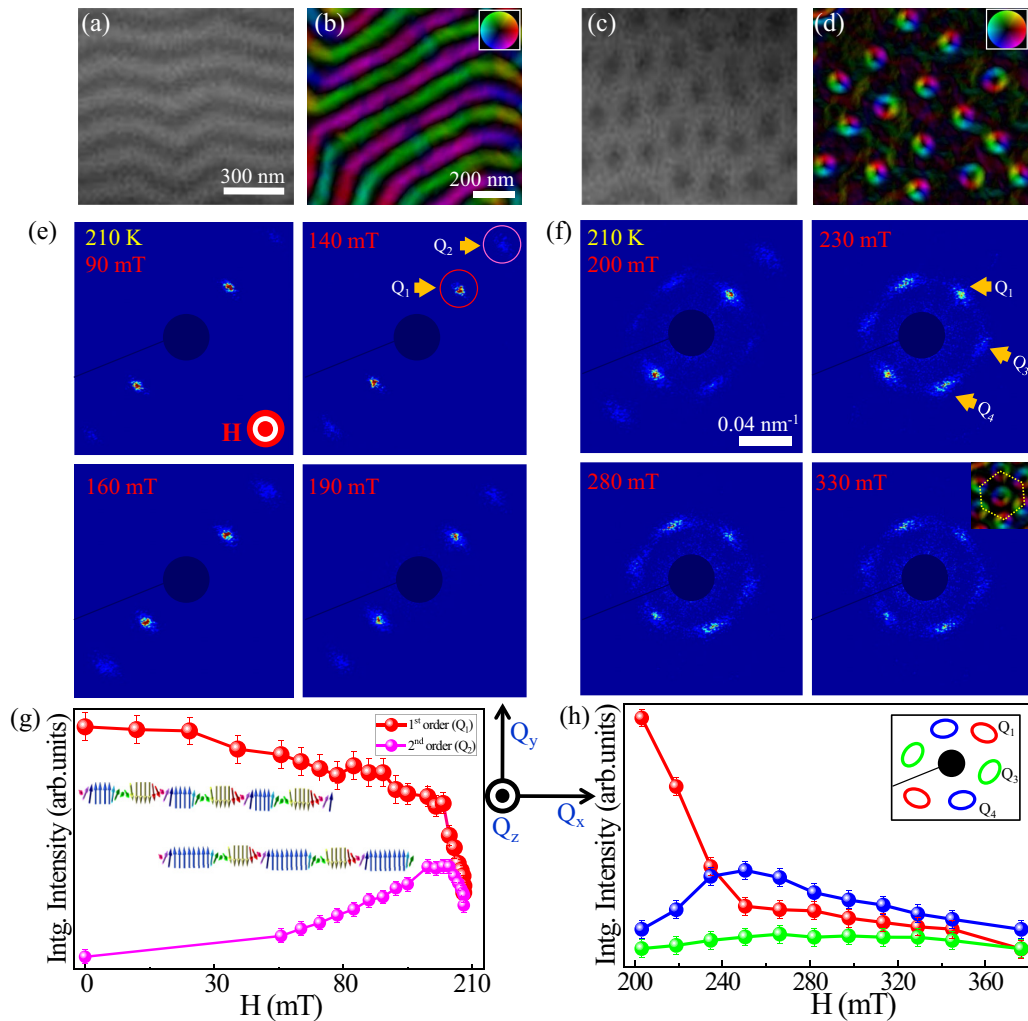 (a)
300 nm
(b)
200 nm
(c)
(d)
(e)
210 K
90 mT
H
140 mT
Q2
Q1
160 mT
190 mT
(f)
210 K
200 mT
0.04 nm-1
230 mT
Q1
Q3
Q4
280 mT
330 mT
(g)
Intg. Intensity (arb.units)
1st order (Q1)
2nd order (Q2)
0
30
80
210
H (mT)
Qy
Qx
Qz
(h)
Intg. Intensity (arb.units)
Q1
Q3
Q4
200
240
280
320
360
H (mT)